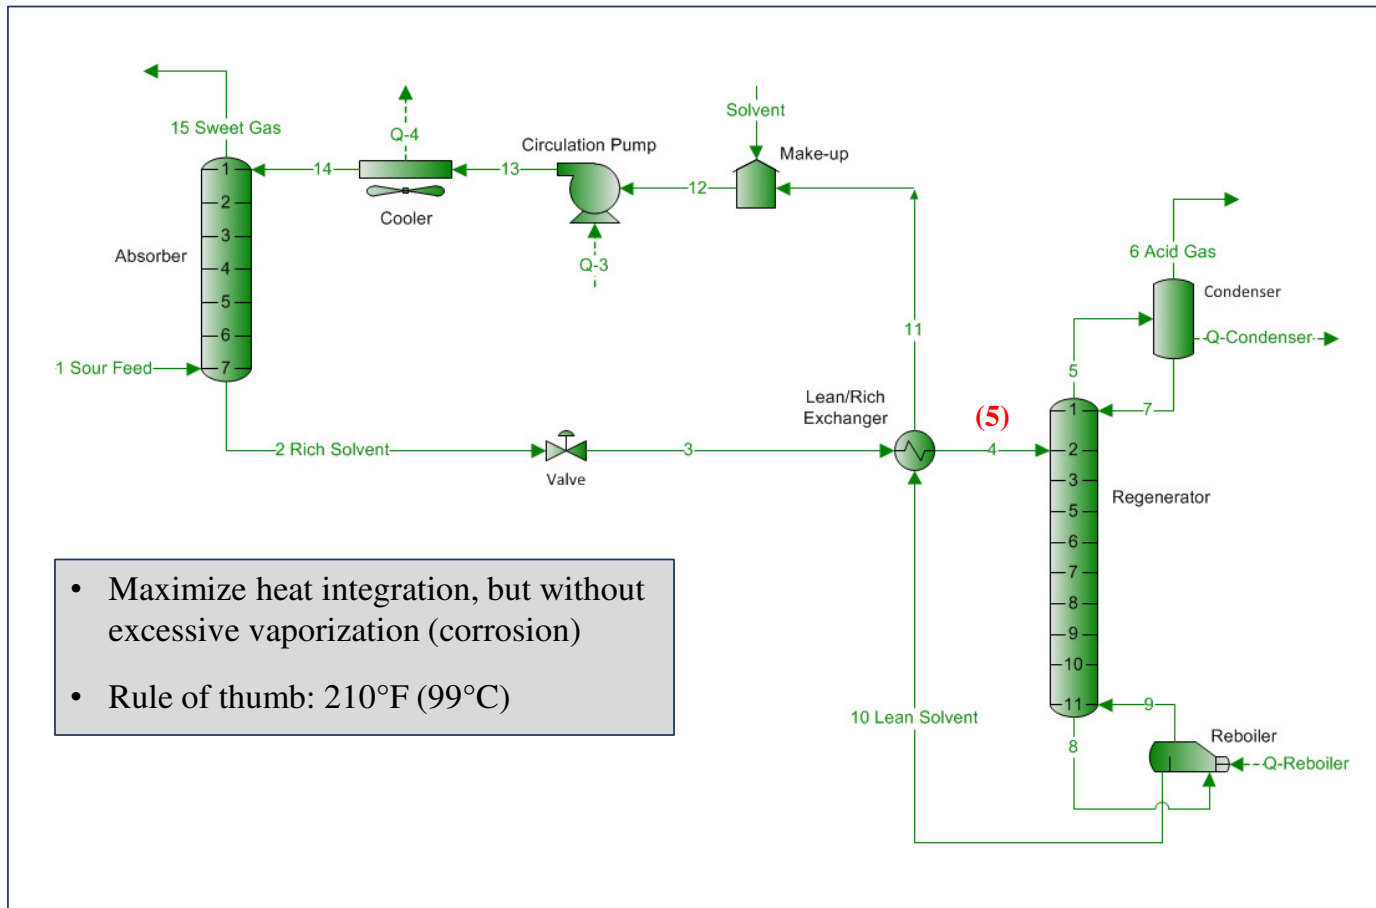 15 Sweet Gas
Q-4
Solvent
Circulation Pump
Make-up
14
13
12
Cooler
Q-3
1
2
3
4
5
6
7
Absorber
1 Sour Feed
6 Acid Gas
Condenser
Q-Condenser
11
5
7
Lean/Rich
Exchanger
(5)
2 Rich Solvent
Valve
3
4
1
2
3
5
6
7
8
9
10
11
Regenerator
• Maximize heat integration, but without
excessive vaporization (corrosion)
• Rule of thumb: 210°F (99°C)
10 Lean Solvent
8
9
Reboiler
Q-Reboiler